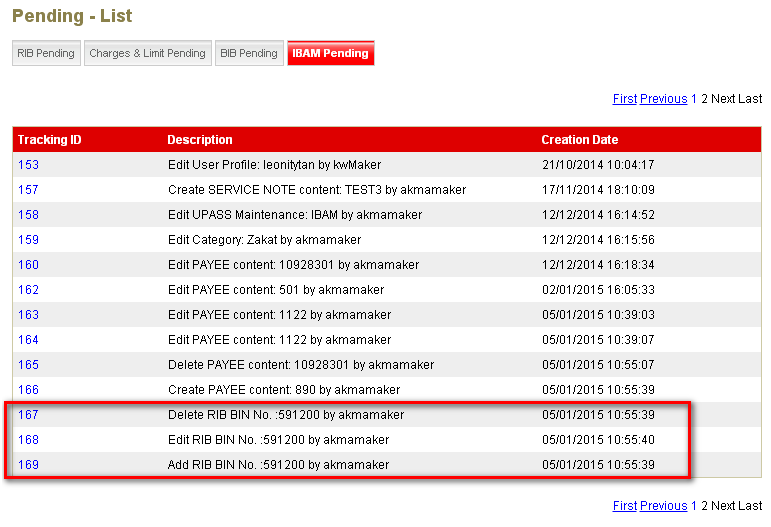 Pending - List
RIB Pending Charges & Limit Pending BIB Pending IBAM Pending
First Previous 1 2 Next Last
Tracking ID Description Creation Date
153 Edit User Profile: leonitytan by kwMaker 21/10/2014 10:04:17
157 Create SERVICE NOTE content: TEST3 by akmamaker 17/11/2014 18:10:09
158 Edit UPASS Maintenance: IBAM by akmamaker 12/12/2014 16:14:52
159 Edit Category: Zakat by akmamaker 12/12/2014 16:15:56
160 Edit PAYEE content: 10928301 by akmamaker 12/12/2014 16:18:34
162 Edit PAYEE content: 501 by akmamaker 02/01/2015 16:05:33
163 Edit PAYEE content: 1122 by akmamaker 05/01/2015 10:39:03
164 Edit PAYEE content: 1122 by akmamaker 05/01/2015 10:39:07
165 Delete PAYEE content: 10928301 by akmamaker 05/01/2015 10:55:07
166 Create PAYEE content: 890 by akmamaker 05/01/2015 10:55:39
167 Delete RIB BIN No. :591200 by akmamaker 05/01/2015 10:55:39
168 Edit RIB BIN No. :591200 by akmamaker 05/01/2015 10:55:40
169 Add RIB BIN No. :591200 by akmamaker 05/01/2015 10:55:39
First Previous 1 2 Next Last